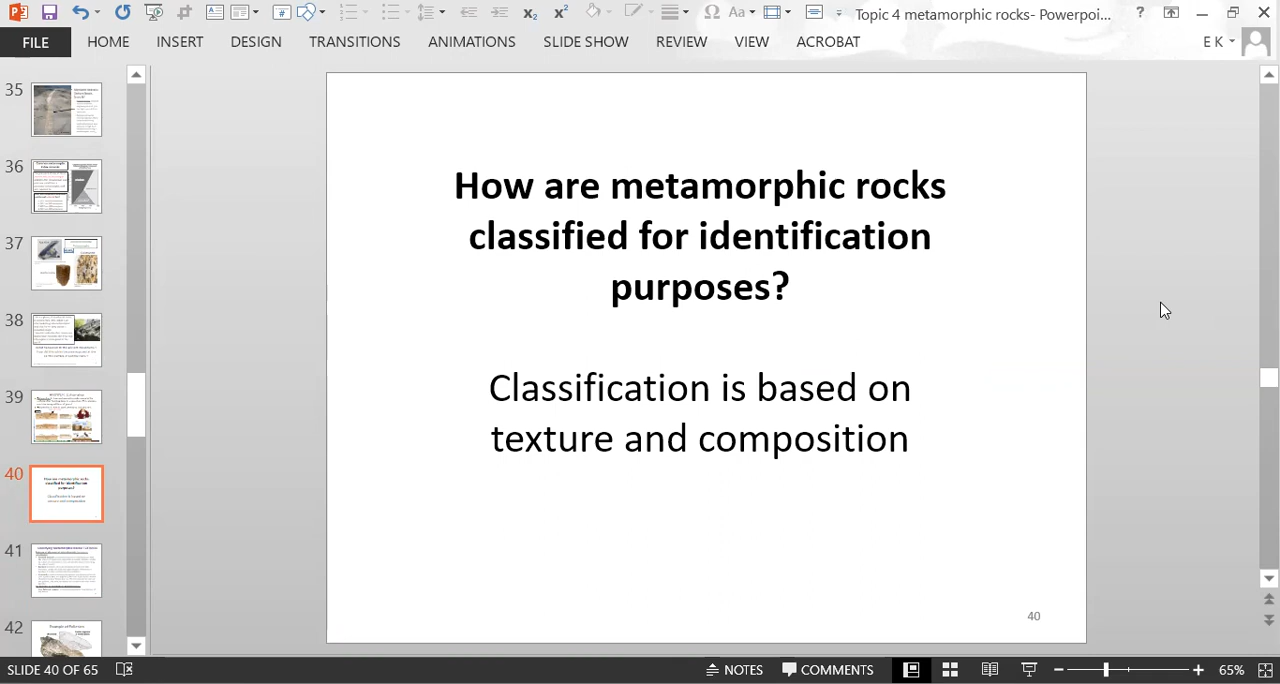 Topic 4 metamorphic rocks- Powerpoi...
?
FILE
HOME
INSERT
DESIGN
TRANSITIONS
ANIMATIONS
SLIDE SHOW
REVIEW
VIEW
ACROBAT
E K
35
36
37
38
39
40
41
42
How are metamorphic rocks
classified for identification
purposes?
Classification is based on
texture and composition
40
SLIDE 40 OF 65
NOTES
COMMENTS
65%